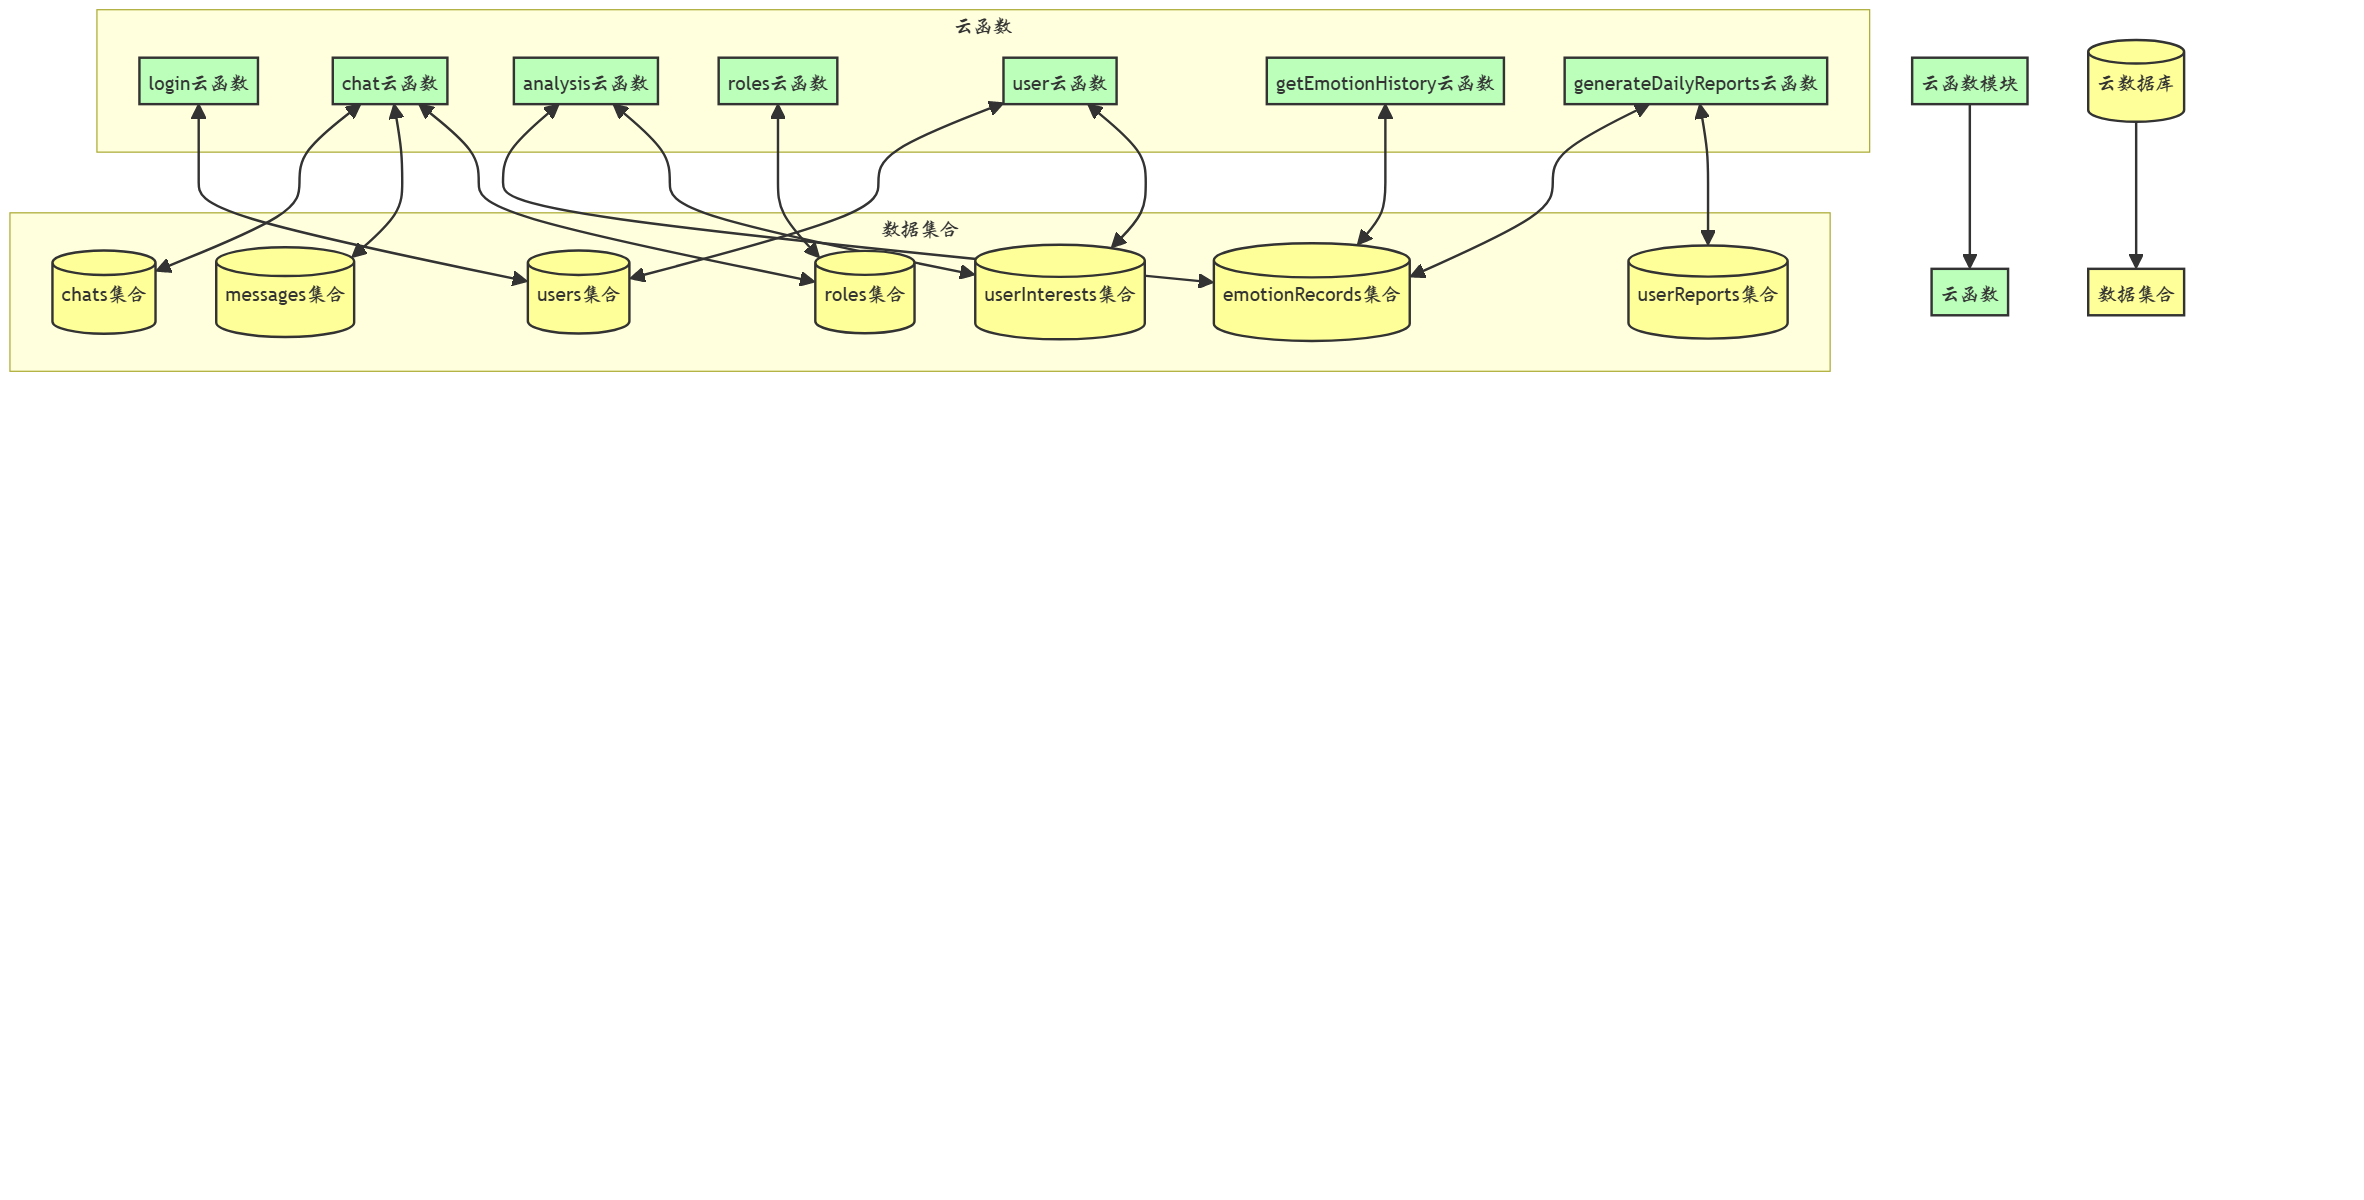 云函数
login云函数
chat云函数
analysis云函数
roles云函数
user云函数
getEmotionHistory云函数
generateDailyReports云函数
云函数模块
云数据库
数据集合
chats集合
messages集合
users集合
roles集合
userInterests集合
emotionRecords集合
userReports集合
云函数
数据集合